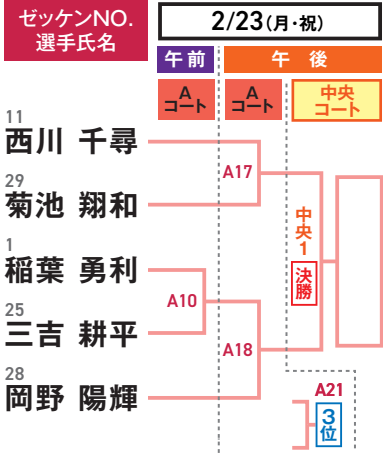 ゼッケンNO.
選手氏名
2/23(月・祝)
午前
午後
A
コート
A
コート
中央
コート
11
西川 千尋
29
菊池 翔和
1
稲葉 勇利
25
三吉 耕平
28
岡野 陽輝
A17
A10
A18
中央1
決勝
A21
3位